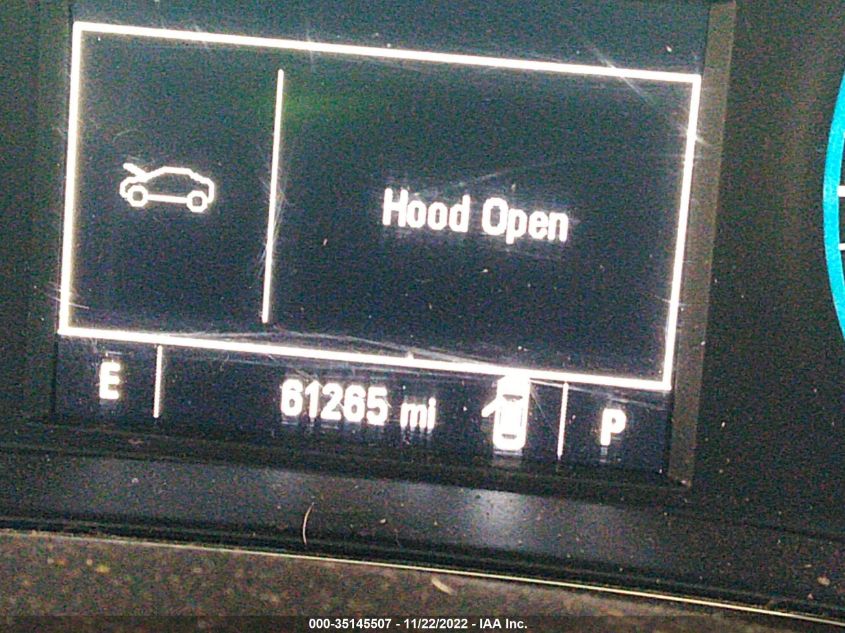 Hood Open
E
61265 mi
P
000-35145507 - 11/22/2022 - IAA Inc.